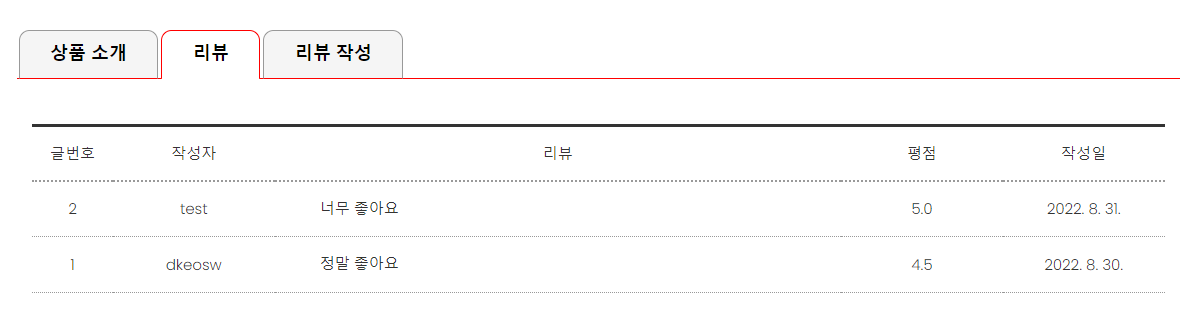 상품 소개 리뷰 리뷰 작성
글번호 작성자 리뷰 평점 작성일
2 test 너무 좋아요 5.0 2022. 8. 31.
1 dkeosw 정말 좋아요 4.5 2022. 8. 30.